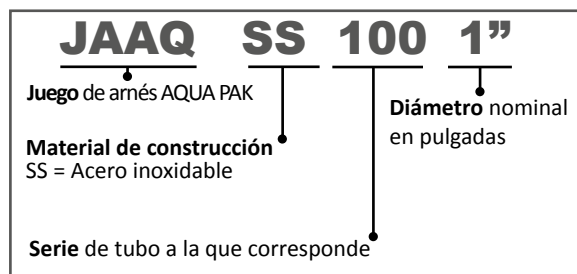 JAAQ SS 100 1”
Juego de arnés AQUA PAK
Diámetro nominal
en pulgadas
Material de construcción
SS = Acero inoxidable
Serie de tubo a la que corresponde